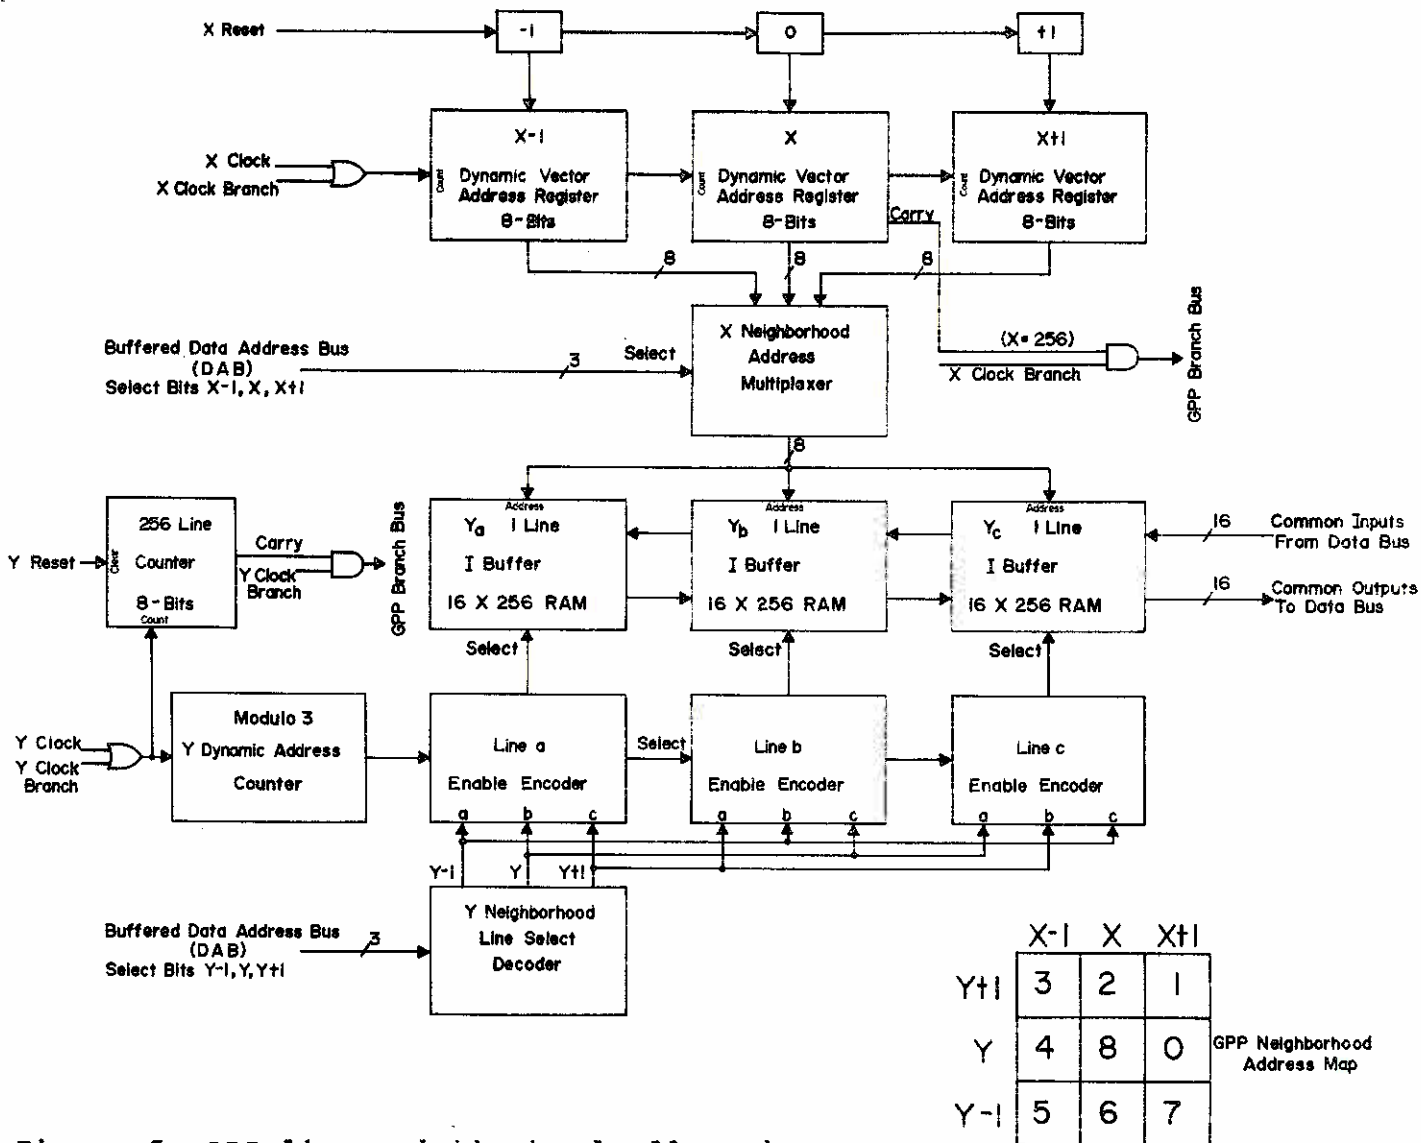 X Reset
-1
0
+1
X-1
Dynamic Vector
Address Register
8-Bits
Count
X
Dynamic Vector
Address Register
8-Bits
Count
Carry
X+1
Dynamic Vector
Address Register
8-Bits
Count
X Clock
X Clock Branch
8
8
8
X Neighborhood
Address
Multiplexer
Buffered Data Address Bus
(DAB)
Select Bits X-1, X, X+1
3
Select
(X=256)
X Clock Branch
GPP Branch Bus
8
256 Line
Counter
8-Bits
Count
Clear
Y Reset
Carry
Y Clock
Branch
GPP Branch Bus
Address
Ya 1 Line
I Buffer
16 X 256 RAM
Select
Address
Yb 1 Line
I Buffer
16 X 256 RAM
Select
Address
Yc 1 Line
I Buffer
16 X 256 RAM
Select
16
Common Inputs
From Data Bus
16
Common Outputs
To Data Bus
Y Clock
Y Clock
Branch
Modulo 3
Y Dynamic Address
Counter
Line a
Enable Encoder
a b c
Select
Line b
Enable Encoder
a b c
Line c
Enable Encoder
a b c
Y-1 Y Y+1
Y Neighborhood
Line Select
Decoder
Buffered Data Address Bus
(DAB)
Select Bits Y-1, Y, Y+1
3
X-1 X X+1
Y+1 3 2 1
Y 4 8 0
Y-1 5 6 7
GPP Neighborhood
Address Map